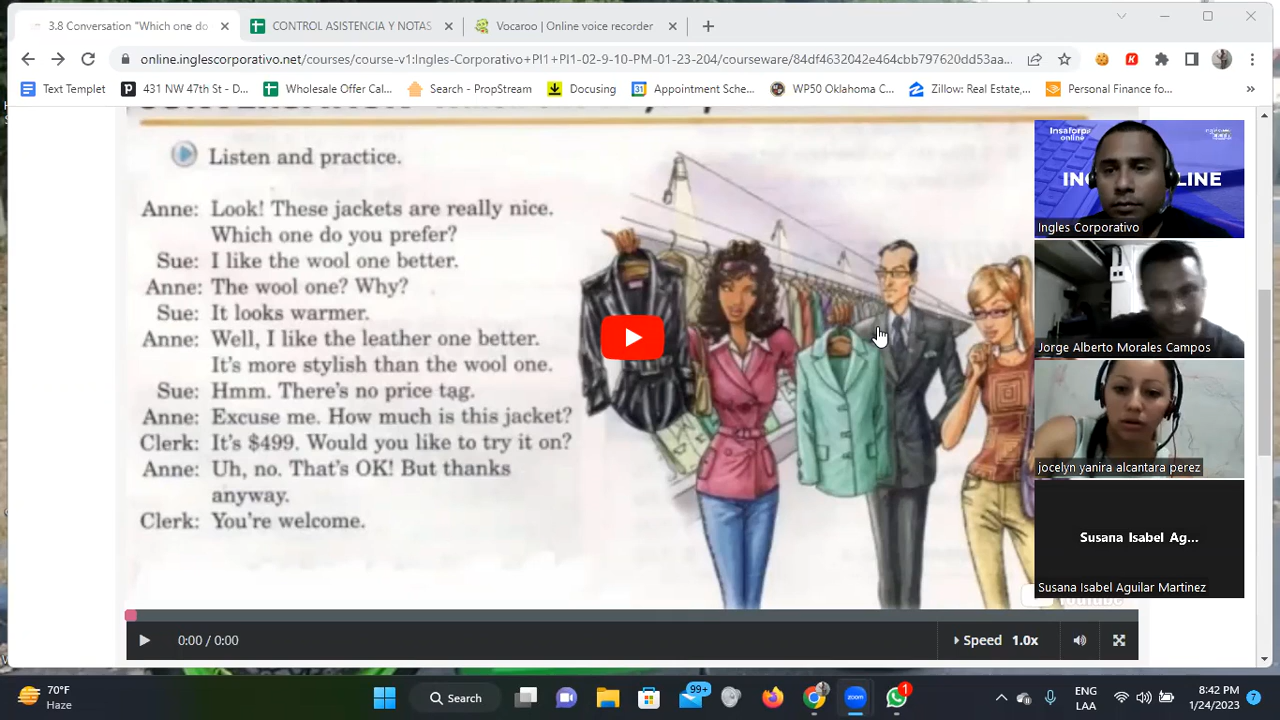 3.8 Conversation "Which one do
CONTROL ASISTENCIA Y NOTAS
Vocaroo | Online voice recorder
online.inglescorporativo.net/courses/course-v1:Ingles-Corporativo+PI1+PI1-02-9-10-PM-01-23-204/courseware/84df4632042e464cbb797620dd53aa...
Text Templet
431 NW 47th St - D...
Wholesale Offer Cal...
Search - PropStream
Docusing
Appointment Sche...
WP50 Oklahoma C...
Zillow: Real Estate,...
Personal Finance fo...
Listen and practice.
Anne: Look! These jackets are really nice.
Which one do you prefer?
Sue: I like the wool one better.
Anne: The wool one? Why?
Sue: It looks warmer.
Anne: Well, I like the leather one better.
It's more stylish than the wool one.
Sue: Hmm. There's no price tag.
Anne: Excuse me. How much is this jacket?
Clerk: It's $499. Would you like to try it on?
Anne: Uh, no. That's OK! But thanks
anyway.
Clerk: You're welcome.
Insaforp
online
IN LINE
Ingles Corporativo
Jorge Alberto Morales Campos
jocelyn yanira alcantara perez
Susana Isabel Ag...
Susana Isabel Aguilar Martinez
0:00 / 0:00
Speed 1.0x
70°F
Haze
Search
99+
zoom
1
ENG
LAA
8:42 PM
1/24/2023
7